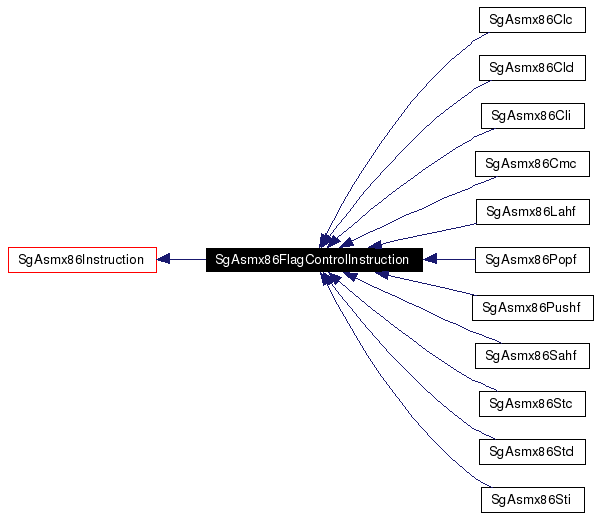 SgAsmx86Clc
SgAsmx86Cld
SgAsmx86Cli
SgAsmx86Cmc
SgAsmx86Lahf
SgAsmx86Instruction
SgAsmx86FlagControlInstruction
SgAsmx86Popf
SgAsmx86Pushf
SgAsmx86Sahf
SgAsmx86Stc
SgAsmx86Std
SgAsmx86Sti